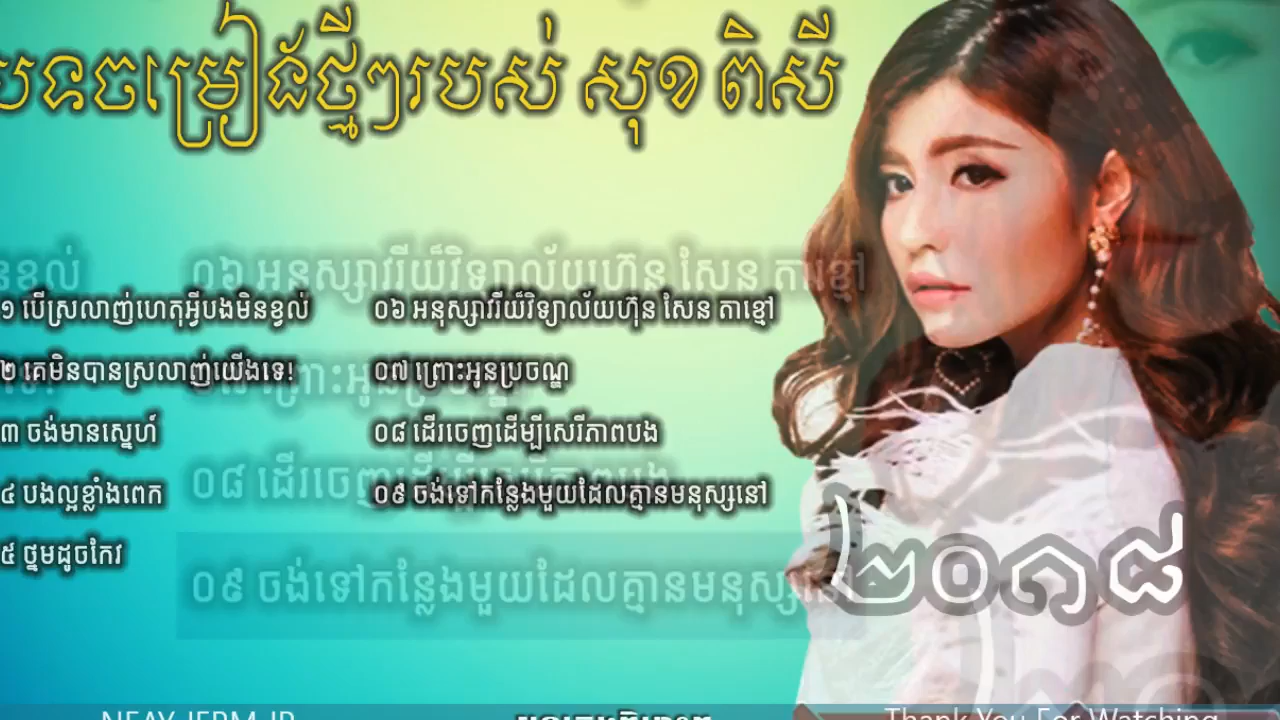 បទចម្រៀងថ្មីៗរបស់ សុខ ពិសី
១ បើស្រលាញ់ហេតុអ្វីបងមិនខ្វល់
២ គេមិនបានស្រលាញ់យើងទេ!
៣ ចង់មានស្នេហ៍
៤ បងល្អខ្លាំងពេក
៥ ថ្នមដូចកែវ
០៦ អនុស្សាវរីយ៍វិទ្យាល័យហ៊ុន សែន តាខ្មៅ
០៧ ព្រោះអូនប្រចណ្ឌ
០៨ ដើរចេញដើម្បីសេរីភាពបង
០៩ ចង់ទៅកន្លែងមួយដែលគ្មានមនុស្សនៅ
២០១៨
Thank You For Watching